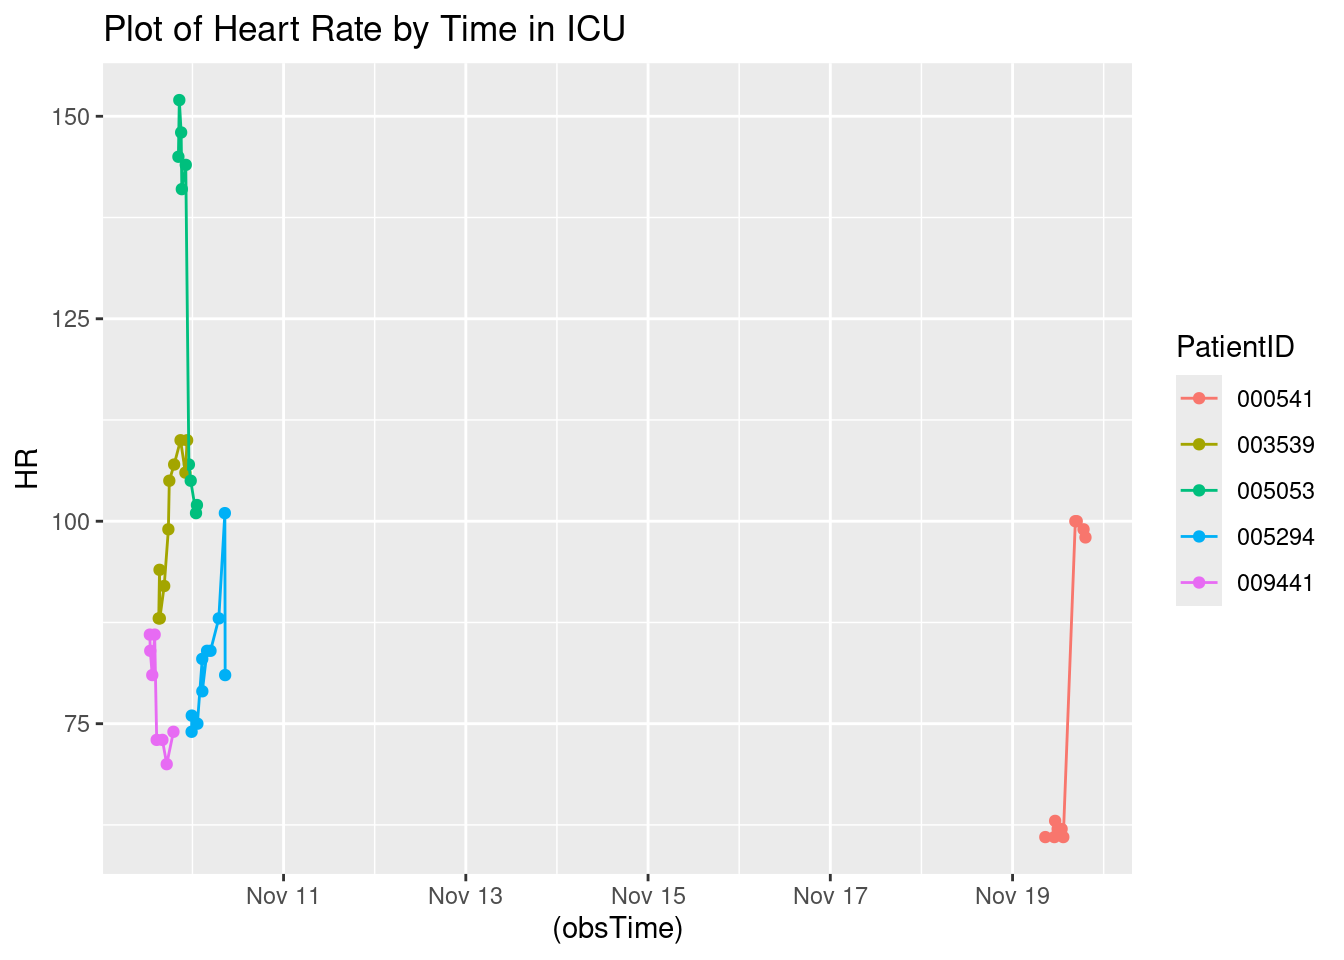 Plot of Heart Rate by Time in ICU
150
125
100
75
HR
Nov 11
Nov 13
Nov 15
Nov 17
Nov 19
(obsTime)
PatientID
000541
003539
005053
005294
009441